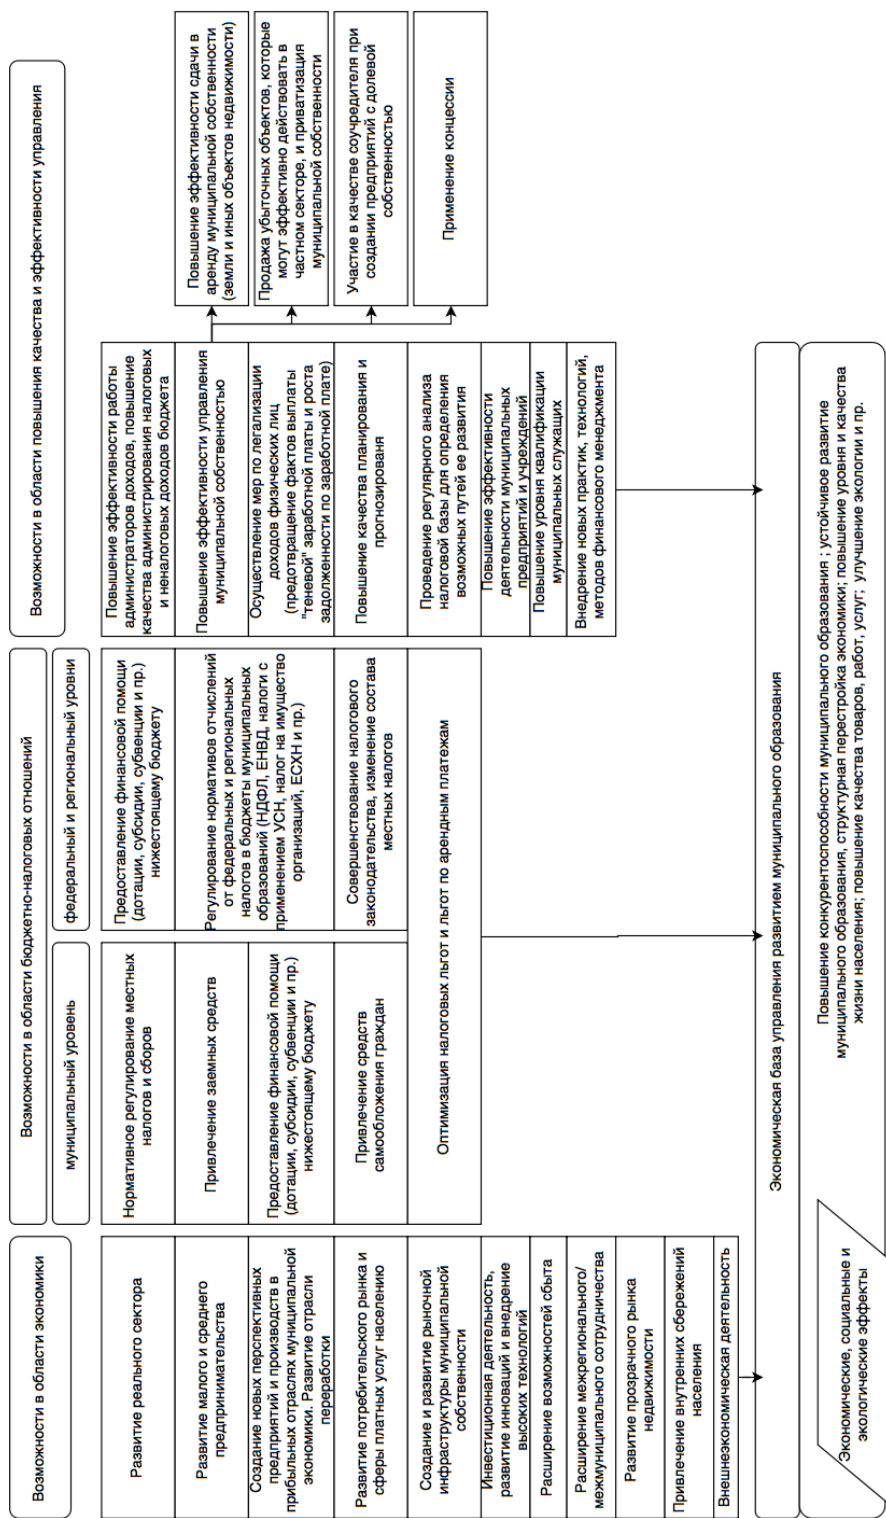 Возможности в области экономики
Развитие реального сектора
Развитие малого и среднего
предпринимательства
Создание новых перспективных
предприятий и производств в
прибыльных отраслях муниципальной
экономики. Развитие отрасли
переработки
Развитие потребительского рынка и
сферы платных услуг населению
Создание и развитие рыночной
инфраструктуры муниципальной
собственности
Инвестиционная деятельность,
развитие инноваций и внедрение
высоких технологий
Расширение возможностей сбыта
Расширение межрегионального/
межмуниципального сотрудничества
Развитие прозрачного рынка
недвижимости
Привлечение внутренних сбережений
населения
Внешнеэкономическая деятельность
Возможности в области бюджетно-налоговых отношений
муниципальный уровень
Нормативное регулирование местных
налогов и сборов
Привлечение заемных средств
Предоставление финансовой помощи
(дотации, субсидии, субвенции и пр.)
нижестоящему бюджету
Привлечение средств
самообложения граждан
федеральный и региональный уровни
Предоставление финансовой помощи
(дотации, субсидии, субвенции и пр.)
нижестоящему бюджету
Регулирование нормативов отчислений
от федеральных и региональных
налогов в бюджеты муниципальных
образований (НДФЛ, ЕНВД, налоги с
применением УСН, налог на имущество
организаций, ЕСХН и пр.)
Совершенствование налогового
законодательства, изменение состава
местных налогов
Оптимизация налоговых льгот и льгот по арендным платежам
Возможности в области повышения качества и эффективности управления
Повышение эффективности работы
администраторов доходов, повышение
качества администрирования налоговых
и неналоговых доходов бюджета
Повышение эффективности управления
муниципальной собственностью
Осуществление мер по легализации
доходов физических лиц
(предотвращение фактов выплаты
"теневой" заработной платы и роста
задолженности по заработной плате)
Повышение качества планирования и
прогнозированя
Проведение регулярного анализа
налоговой базы для определения
возможных путей ее развития
Повышение эффективности
деятельности муниципальных
предприятий и учреждений
Повышение уровня квалификации
муниципальных служащих
Внедрение новых практик, технологий,
методов финансового менеджмента
Повышение эффективности сдачи в
аренду муниципальной собственности
(земли и иных объектов недвижимости)
Продажа убыточных объектов, которые
могут эффективно действовать в
частном секторе, и приватизация
муниципальной собственности
Участие в качестве соучредителя при
создании предприятий с долевой
собственностью
Применение концессии
Экономическая база управления развитием муниципального образования
Экономические, социальные и
экологические эффекты
Повышение конкурентоспособности муниципального образования ; устойчивое развитие
муниципального образования, структурная перестройка экономики; повышение уровня и качества
жизни населения; повышение качества товаров, работ, услуг; улучшение экологии и пр.